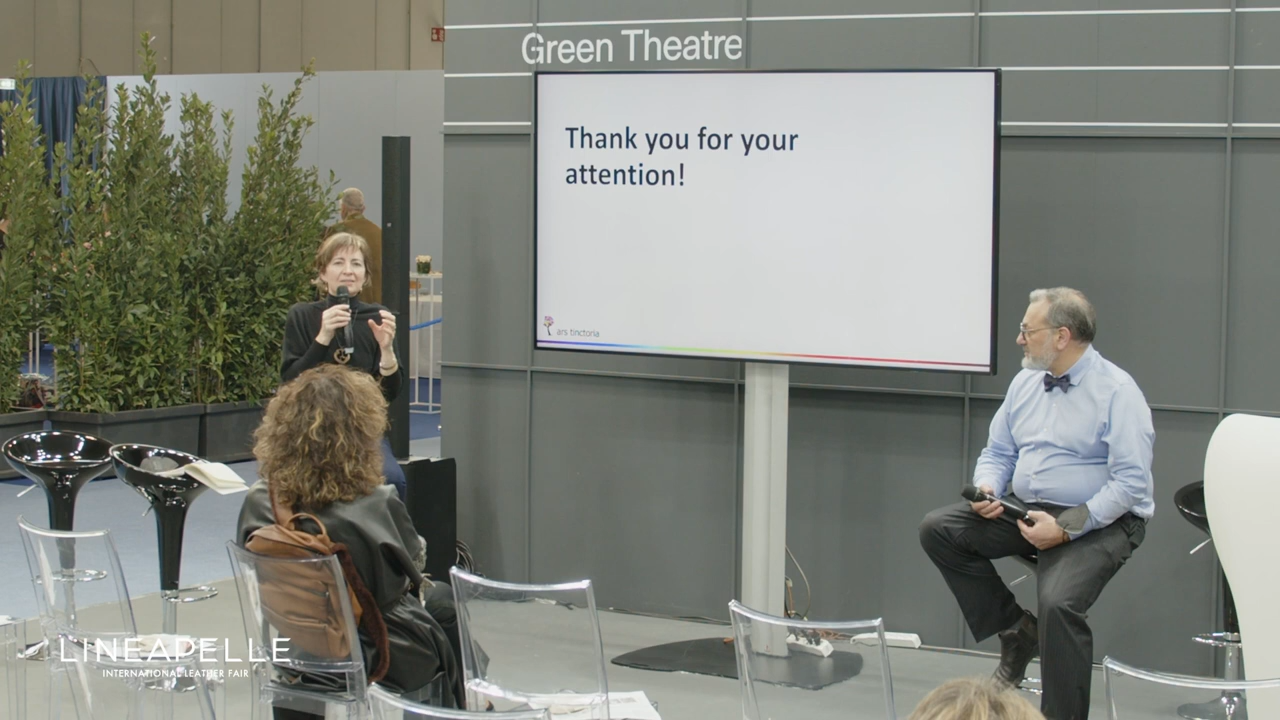 Green Theatre
Thank you for your
attention!
ars tinctoria
LINEAPELLE
INTERNATIONAL LEATHER FAIR